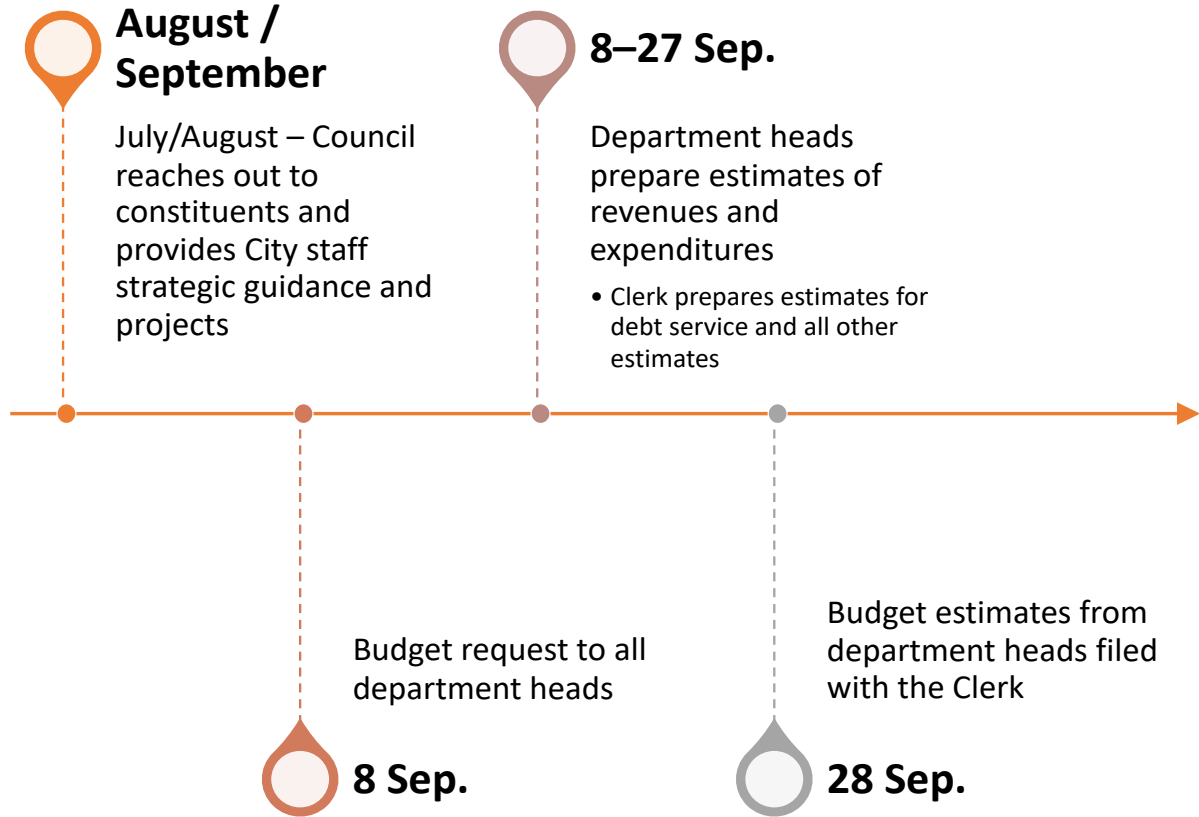 August /
September
July/August – Council
reaches out to
constituents and
provides City staff
strategic guidance and
projects
8 Sep.
Budget request to all
department heads
8–27 Sep.
Department heads
prepare estimates of
revenues and
expenditures
• Clerk prepares estimates for
debt service and all other
estimates
28 Sep.
Budget estimates from
department heads filed
with the Clerk